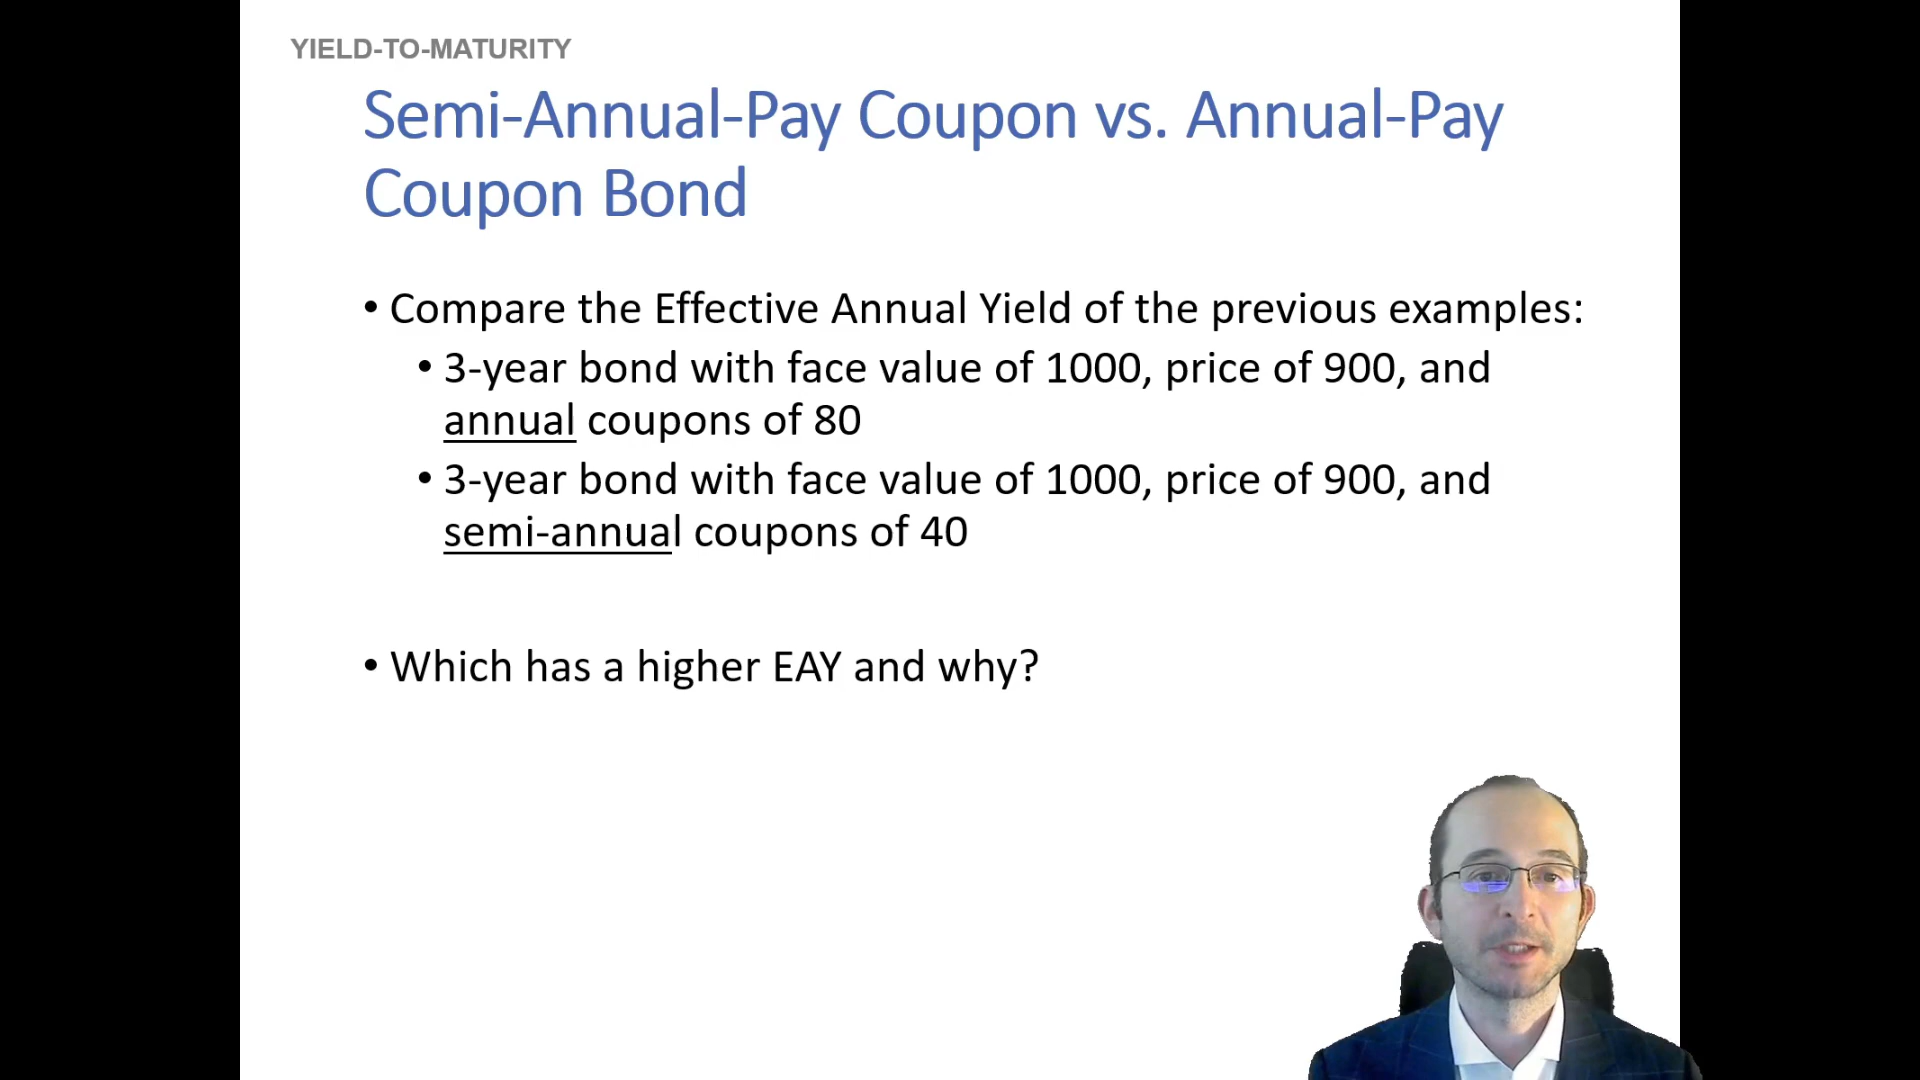 YIELD-TO-MATURITY
Semi-Annual-Pay Coupon vs. Annual-Pay
Coupon Bond
• Compare the Effective Annual Yield of the previous examples:
• 3-year bond with face value of 1000, price of 900, and
annual coupons of 80
• 3-year bond with face value of 1000, price of 900, and
semi-annual coupons of 40
• Which has a higher EAY and why?